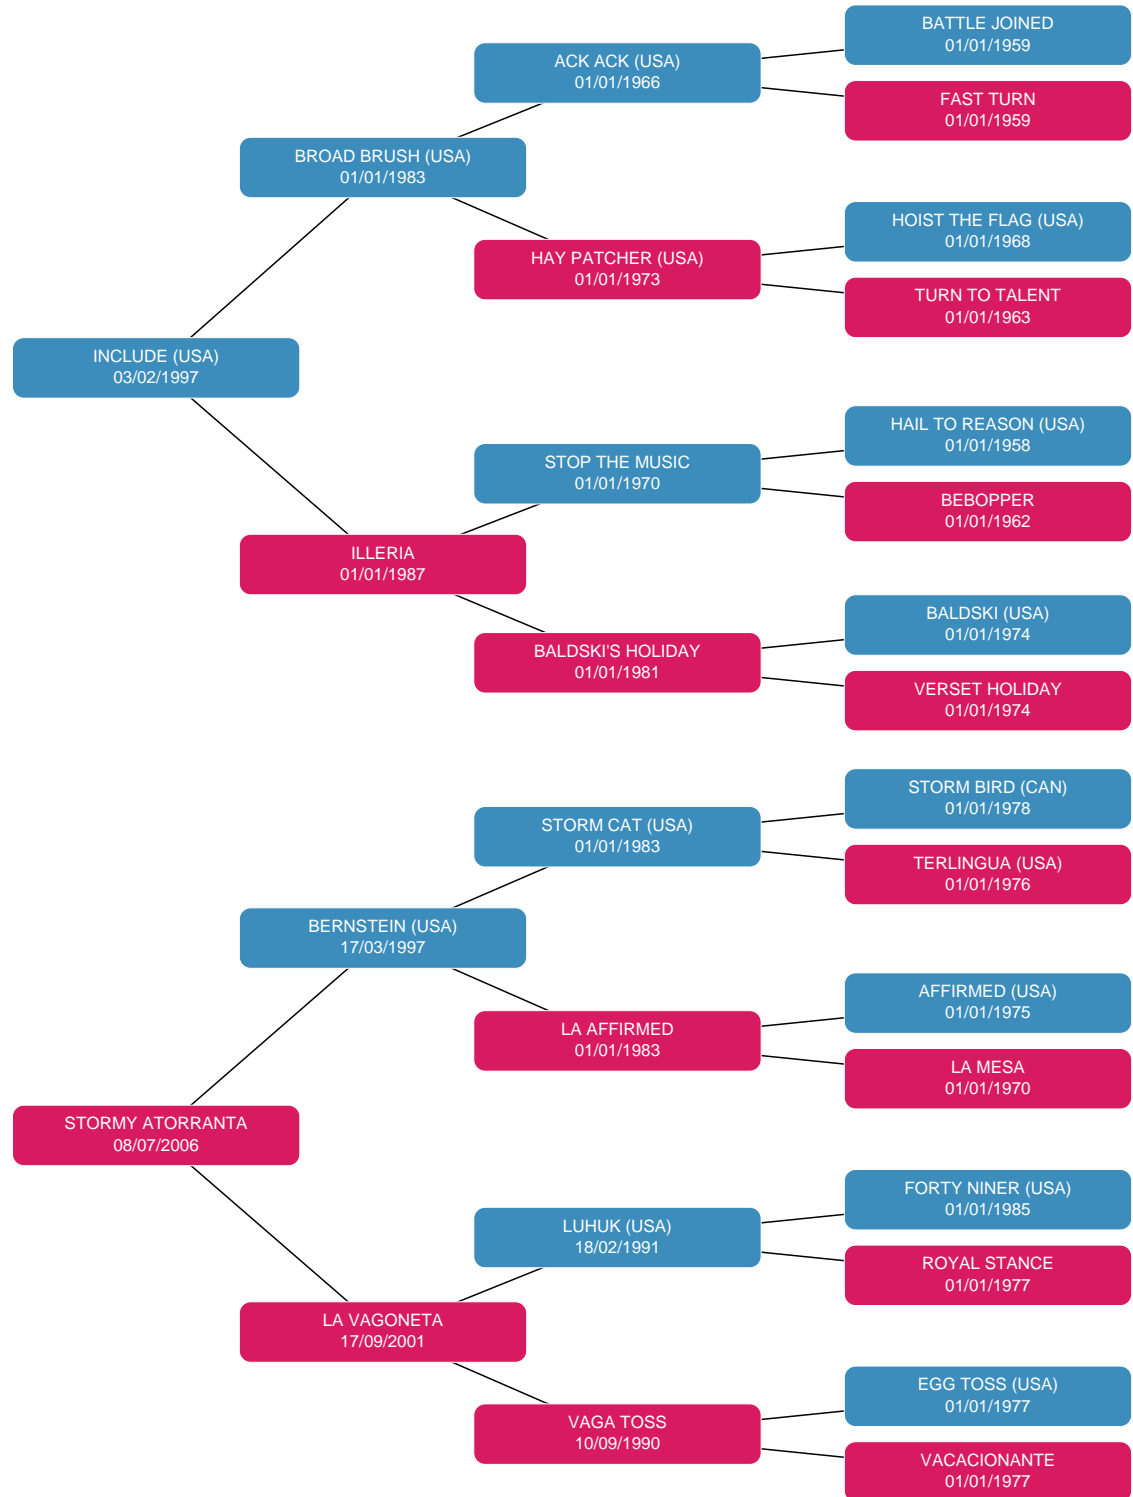 BATTLE JOINED
01/01/1959
ACK ACK (USA)
01/01/1966
FAST TURN
01/01/1959
BROAD BRUSH (USA)
01/01/1983
HOIST THE FLAG (USA)
01/01/1968
HAY PATCHER (USA)
01/01/1973
TURN TO TALENT
01/01/1963
INCLUDE (USA)
03/02/1997
HAIL TO REASON (USA)
01/01/1958
STOP THE MUSIC
01/01/1970
BEBOPPER
01/01/1962
ILLERIA
01/01/1987
BALDSKI (USA)
01/01/1974
BALDSKI'S HOLIDAY
01/01/1981
VERSET HOLIDAY
01/01/1974
STORM BIRD (CAN)
01/01/1978
STORM CAT (USA)
01/01/1983
TERLINGUA (USA)
01/01/1976
BERNSTEIN (USA)
17/03/1997
AFFIRMED (USA)
01/01/1975
LA AFFIRMED
01/01/1983
LA MESA
01/01/1970
STORMY ATORRANTA
08/07/2006
FORTY NINER (USA)
01/01/1985
LUHUK (USA)
18/02/1991
ROYAL STANCE
01/01/1977
LA VAGONETA
17/09/2001
EGG TOSS (USA)
01/01/1977
VAGA TOSS
10/09/1990
VACACIONANTE
01/01/1977